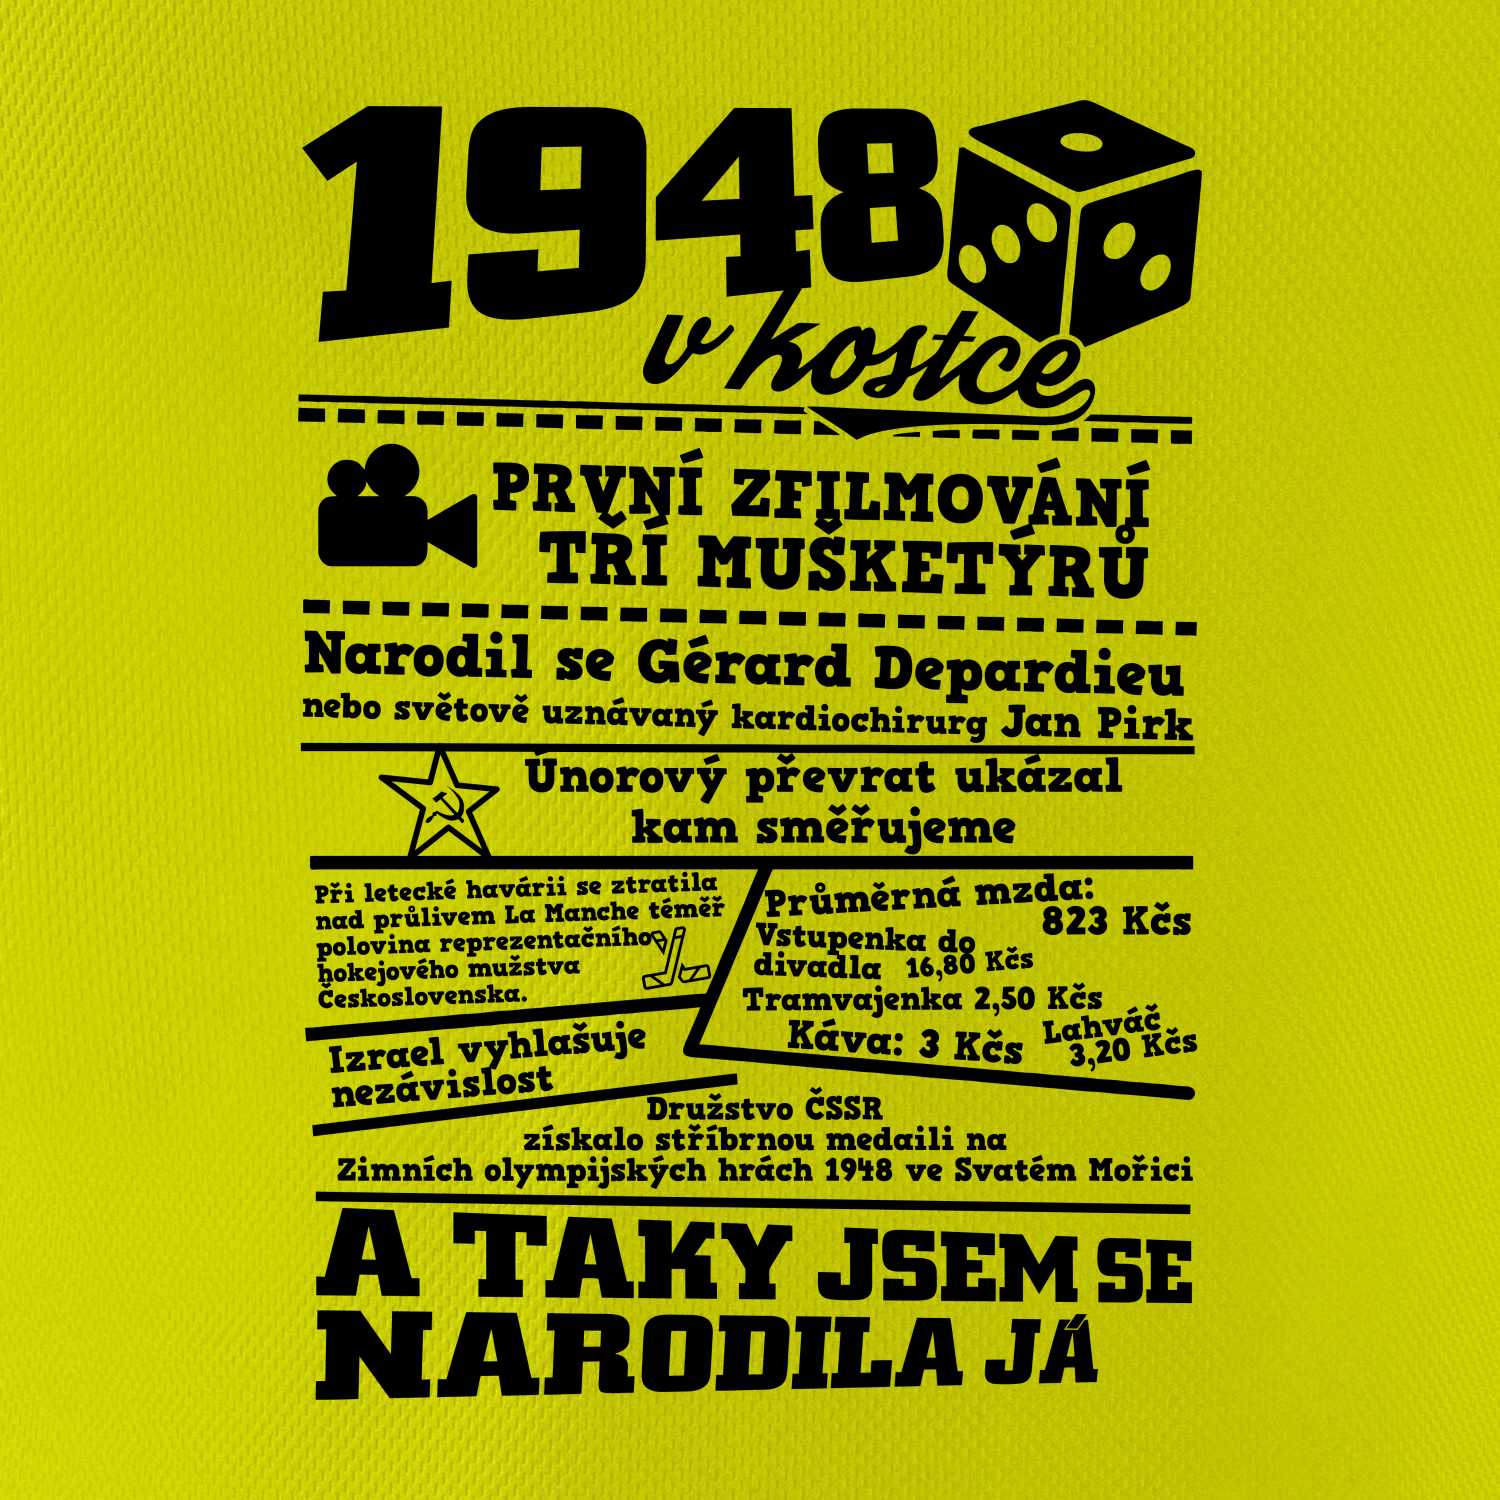 1948
v kostce
PRVNÍ ZFILMOVÁNÍ
TŘÍ MUŠKETÝRŮ
Narodil se Gérard Depardieu
nebo světově uznávaný kardiochirurg Jan Pirk
Únorový převrat ukázal
kam směřujeme
Při letecké havárii se ztratila
nad průlivem La Manche téměř
polovina reprezentačního
hokejového mužstva
Československa.
Izrael vyhlašuje
nezávislost
Průměrná mzda:
823 Kčs
Vstupenka do
divadla 16,80 Kčs
Tramvajenka 2,50 Kčs
Káva: 3 Kčs
Lahváč
3,20 Kčs
Družstvo ČSSR
získalo stříbrnou medaili na
Zimních olympijských hrách 1948 ve Svatém Mořici
A TAKY JSEM SE
NARODILA JÁ